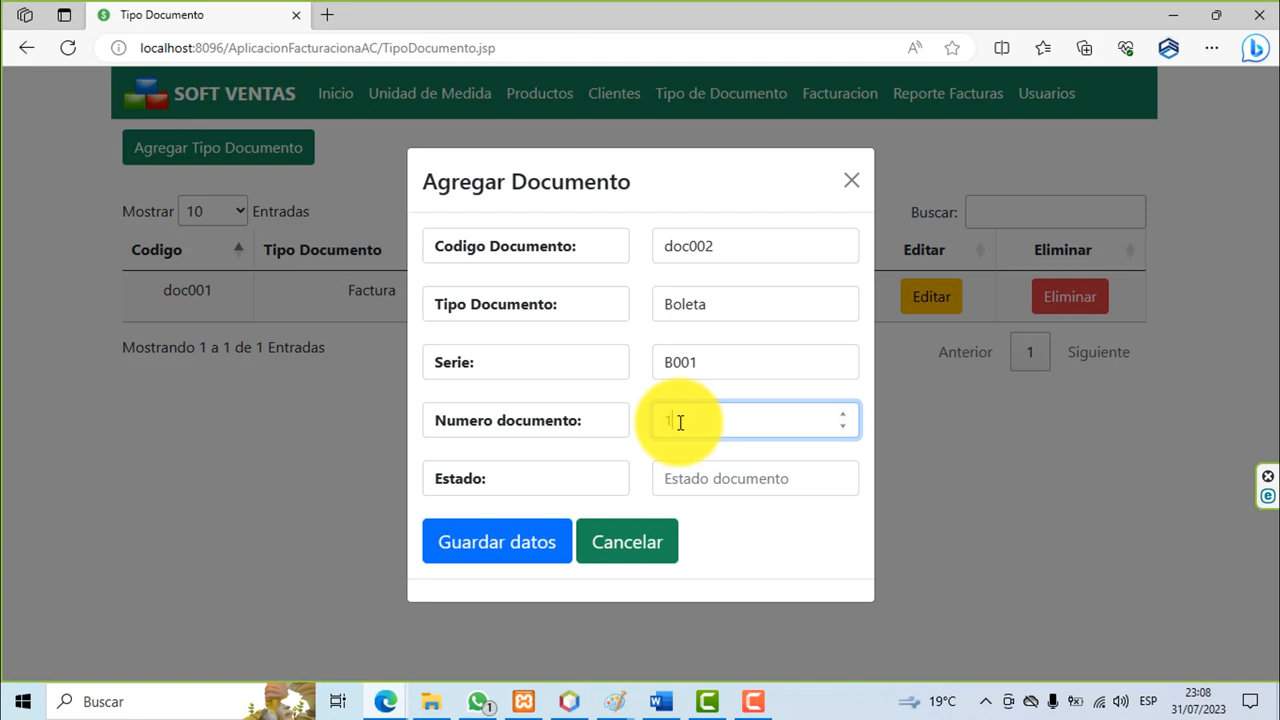 Tipo Documento
localhost:8096/AplicacionFacturacionaAC/TipoDocumento.jsp
SOFT VENTAS Inicio Unidad de Medida Productos Clientes Tipo de Documento Facturacion Reporte Facturas Usuarios
Agregar Tipo Documento
Agregar Documento
Mostrar 10 Entradas
Buscar:
Codigo Tipo Documento Editar Eliminar
doc001 Factura Editar Eliminar
Mostrando 1 a 1 de 1 Entradas
Anterior 1 Siguiente
Codigo Documento: doc002
Tipo Documento: Boleta
Serie: B001
Numero documento: 1
Estado: Estado documento
Guardar datos Cancelar
Buscar
1
19°C
ESP
23:08
31/07/2023